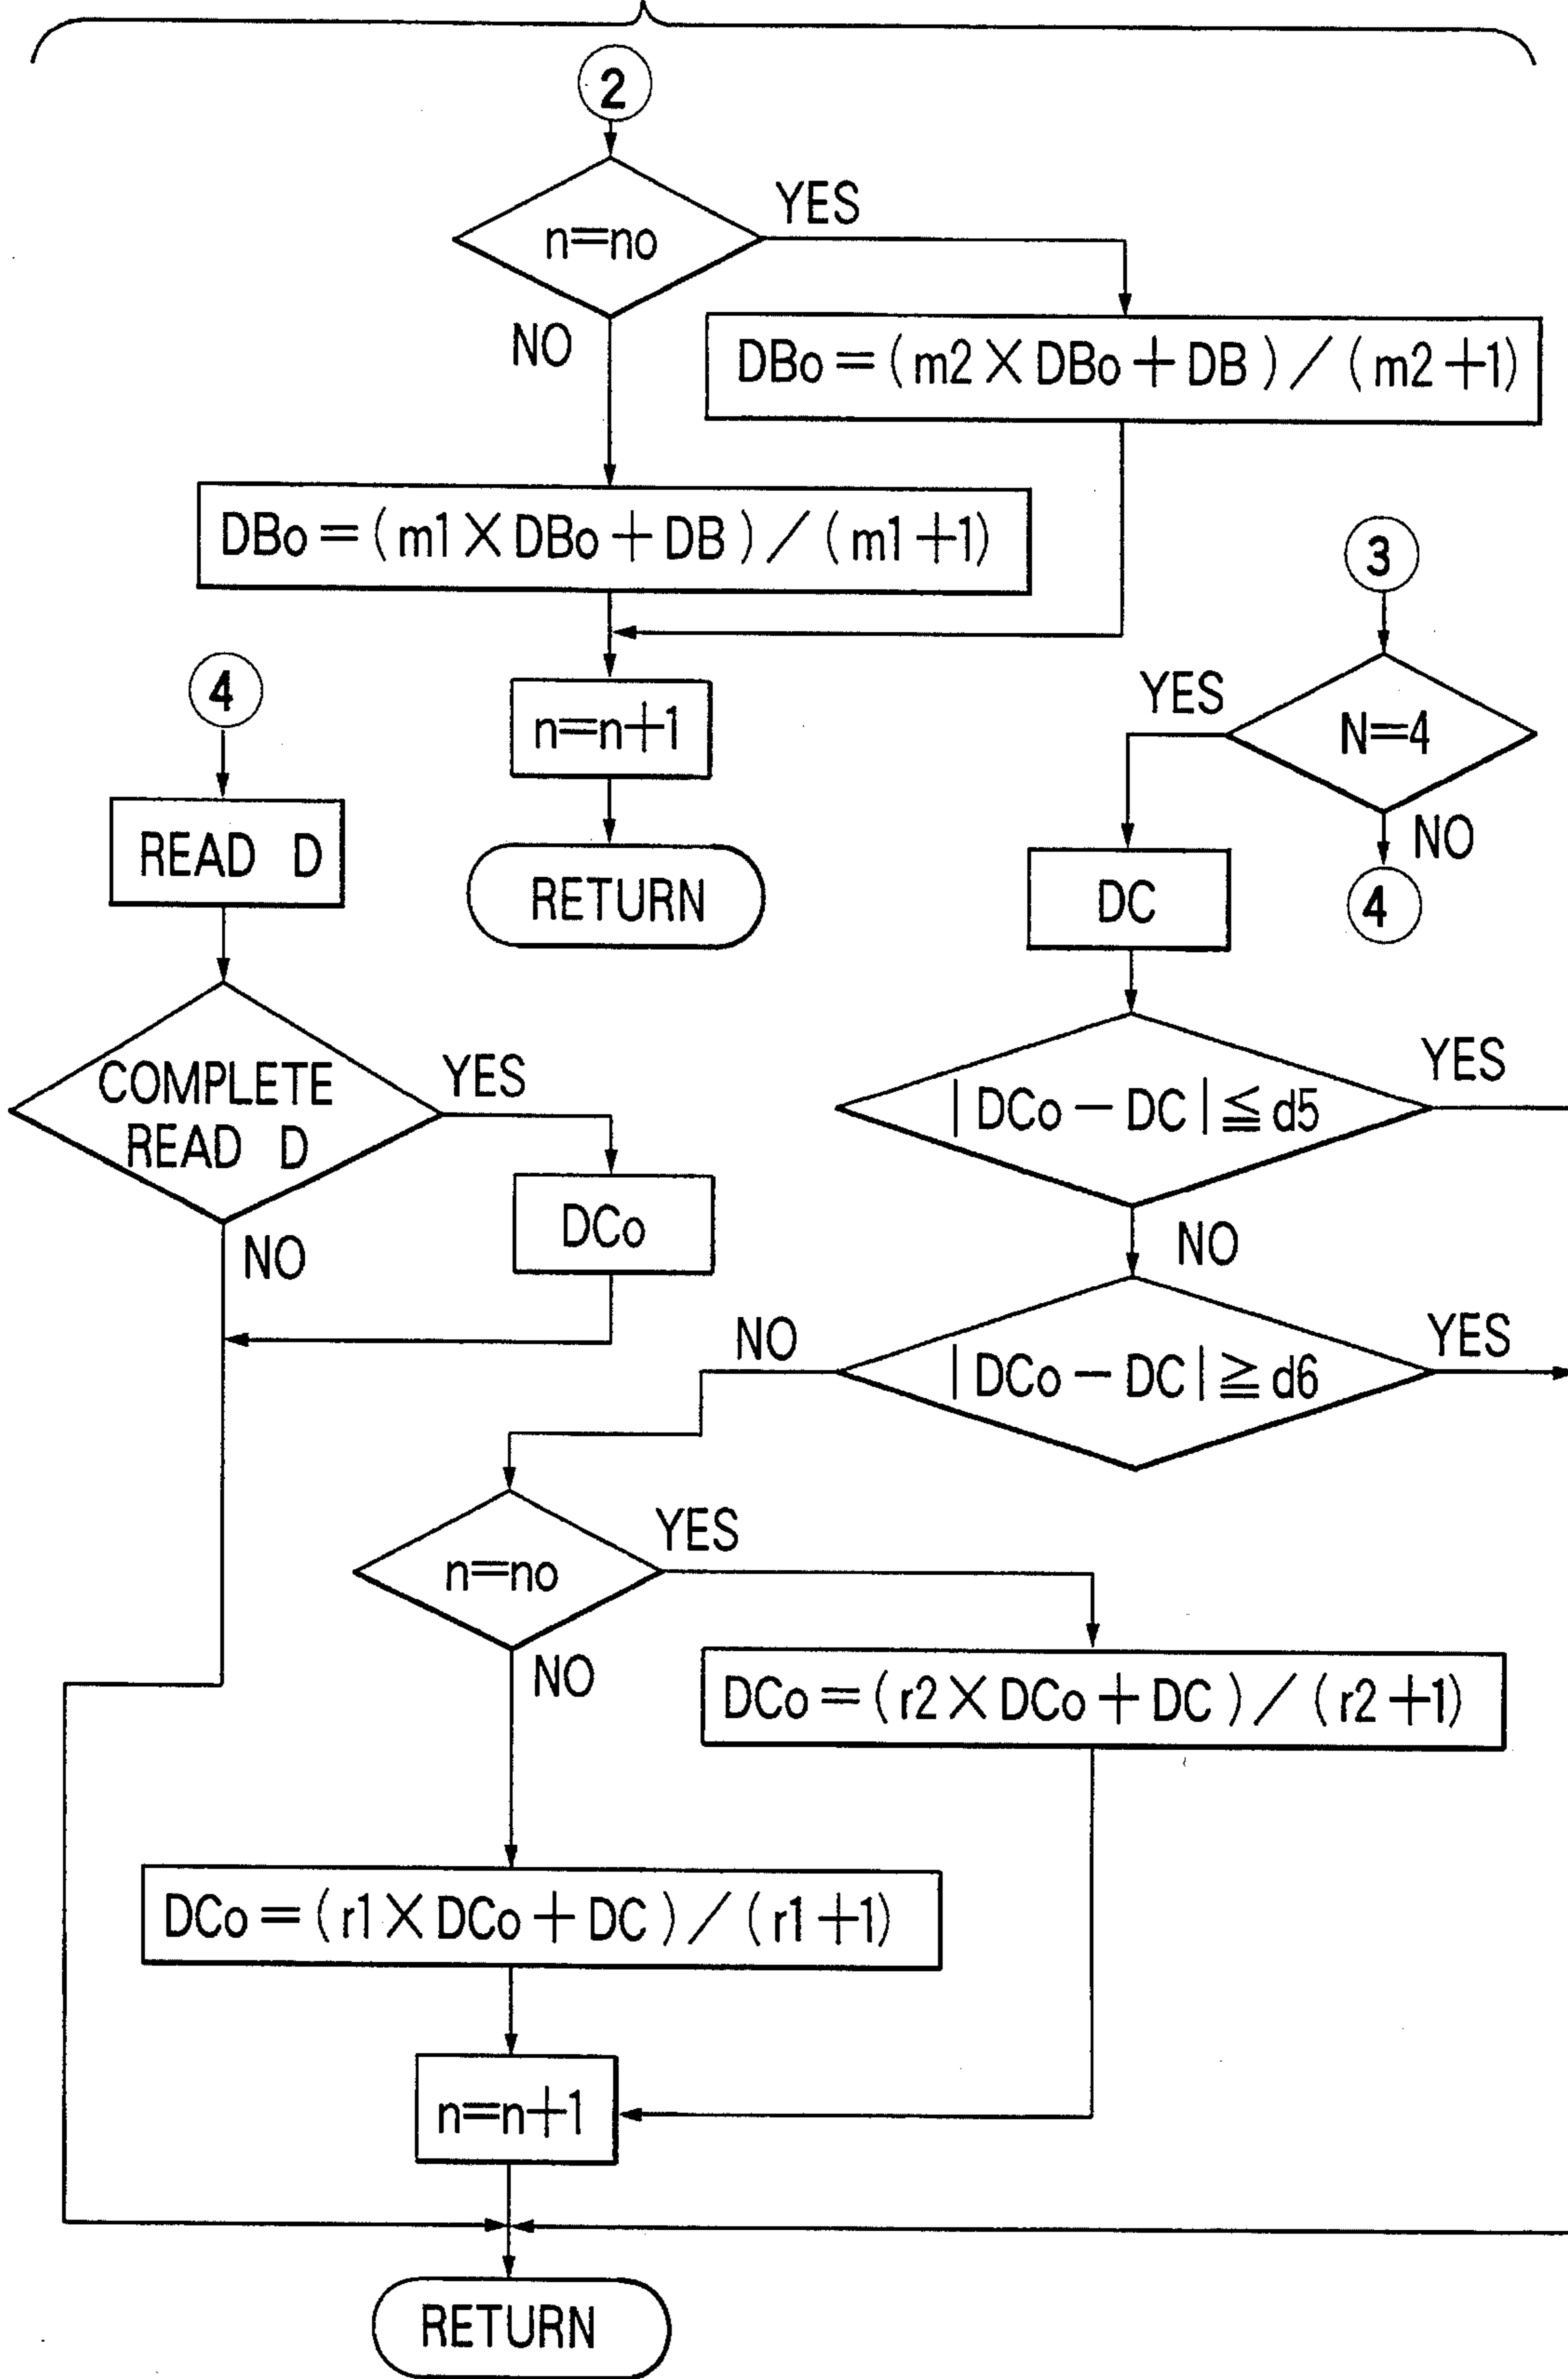 2
YES
n=no
NO
DBo=(m2×DBo+DB)/(m2+1)
DBo=(m1×DBo+DB)/(m1+1)
3
4
YES
n=n+1
N=4
READ D
NO
RETURN
DC
4
COMPLETE
READ D
YES
YES
|DCo-DC|≦d5
DCo
NO
NO
NO
YES
|DCo-DC|≧d6
YES
n=no
NO
DCo=(r2×DCo+DC)/(r2+1)
DCo=(r1×DCo+DC)/(r1+1)
n=n+1
RETURN